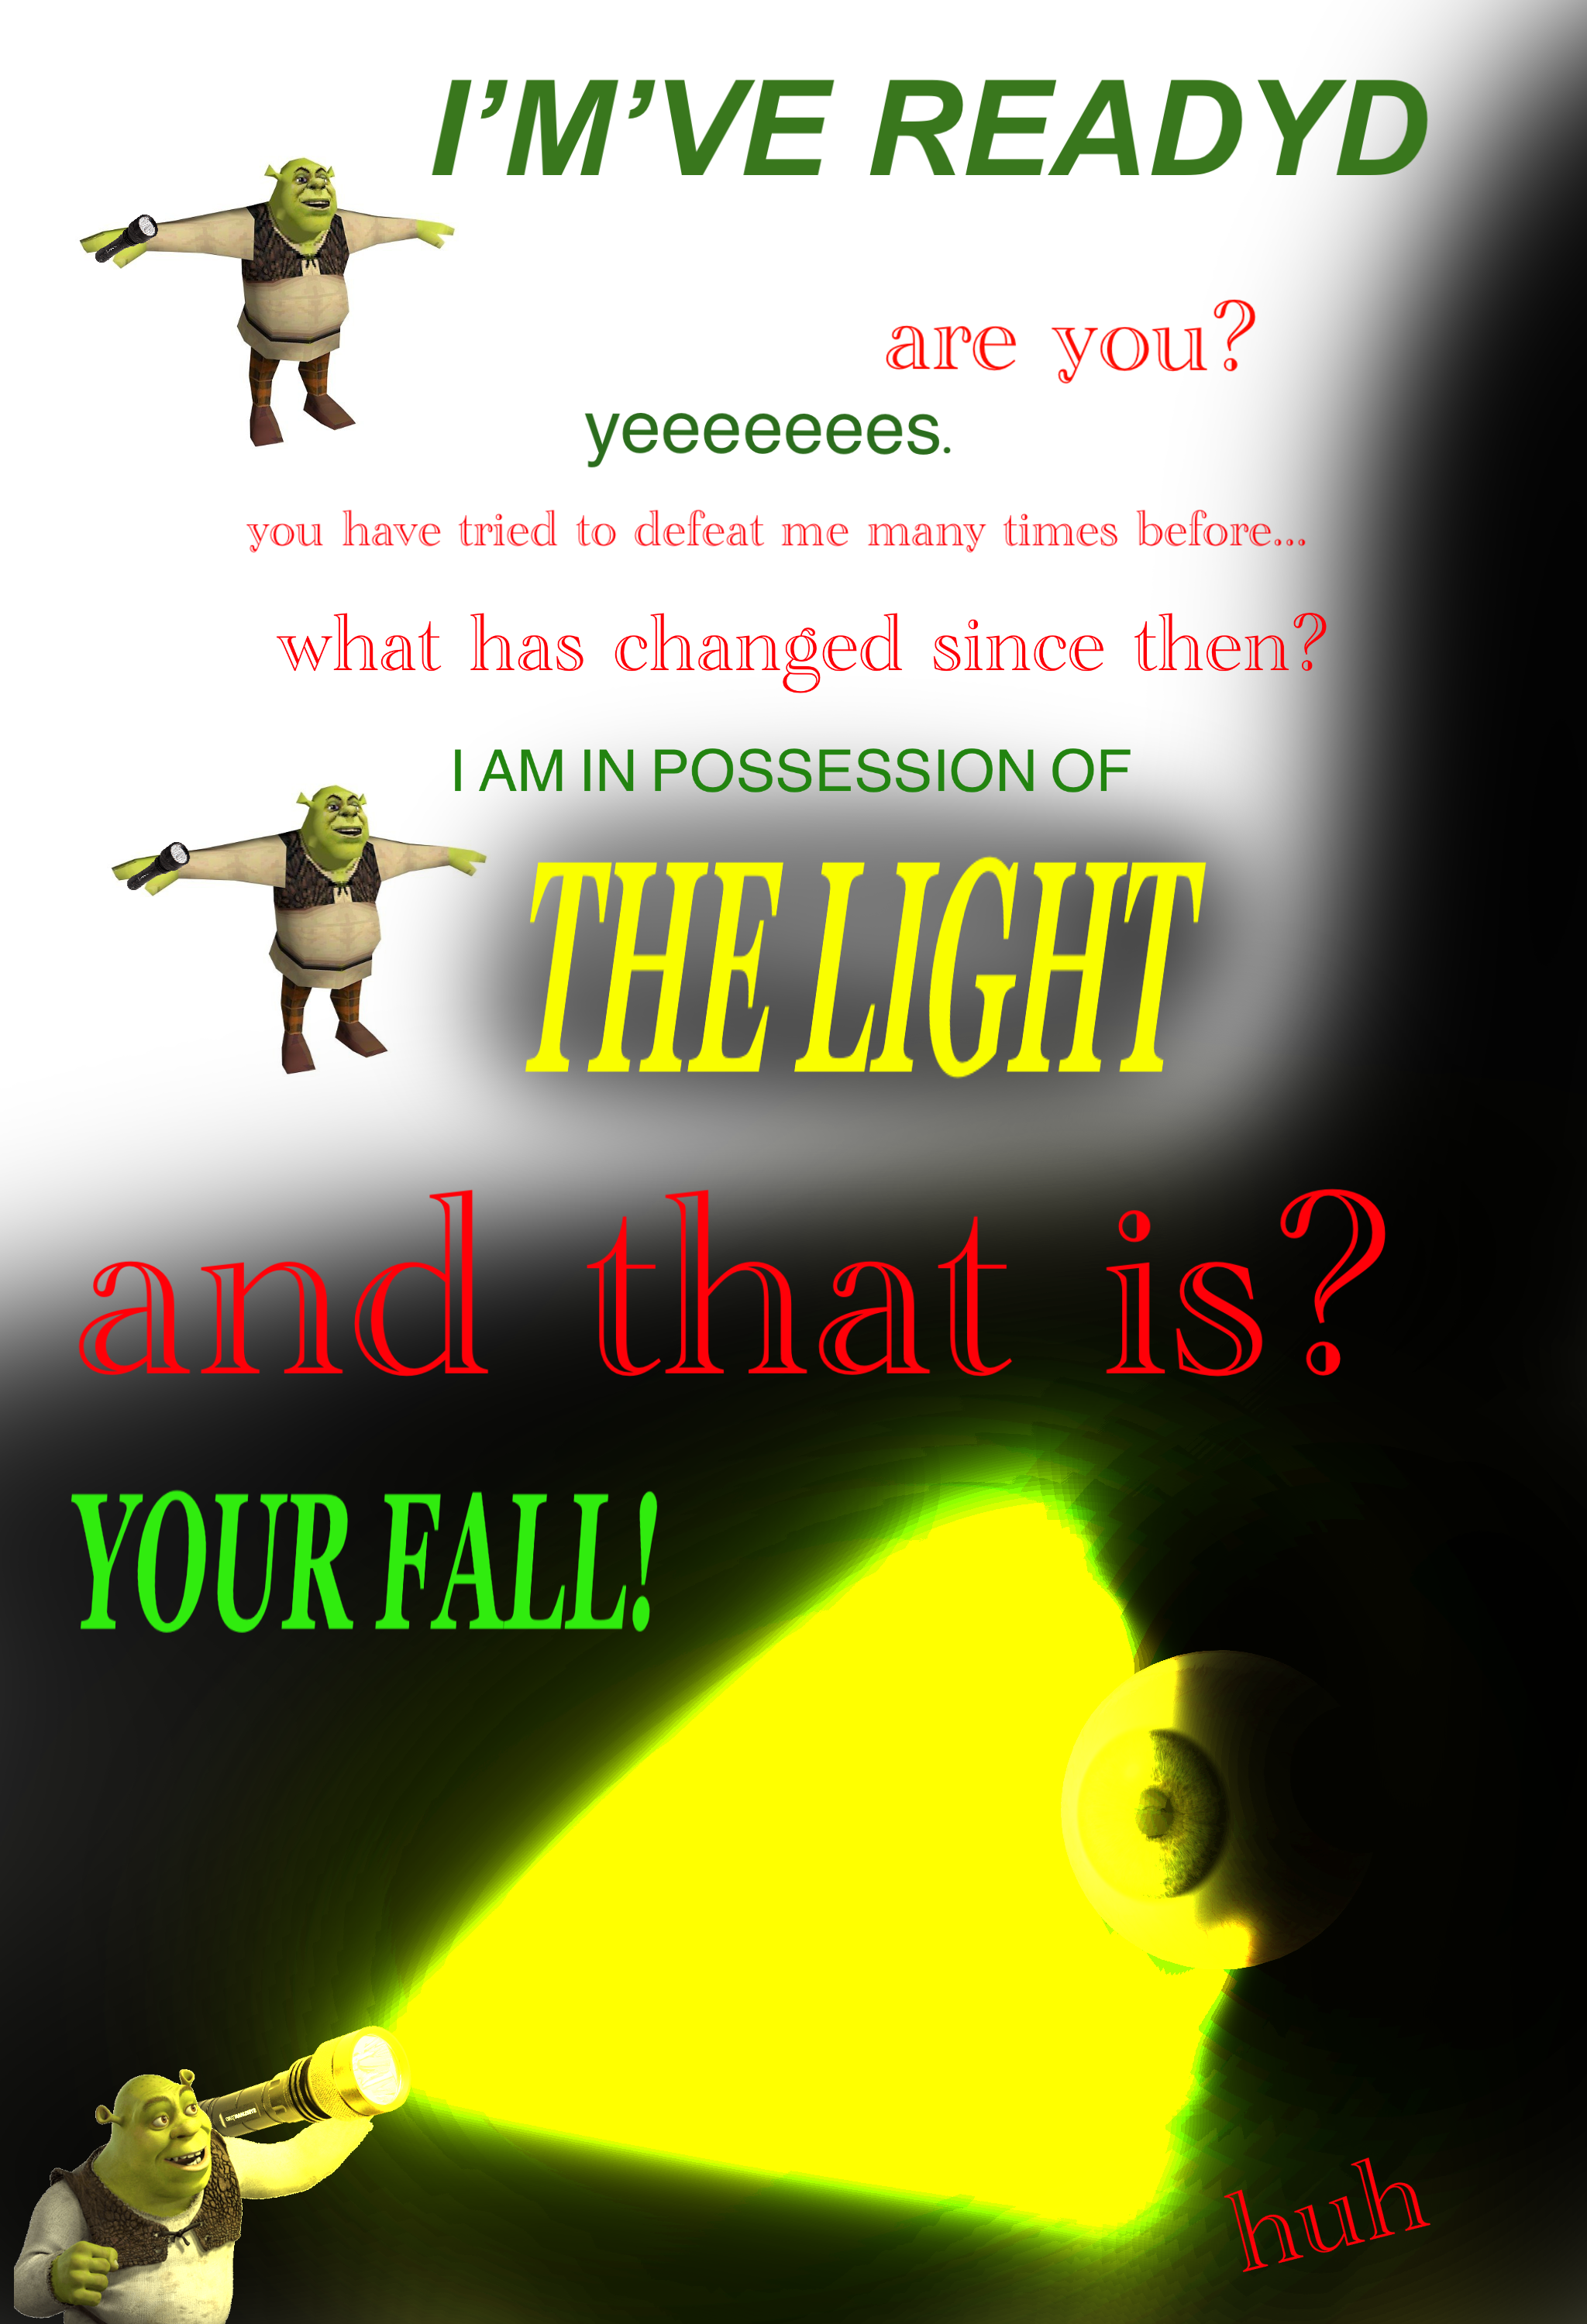 I’M’VE READYD
are you?
yeeeeeees.
you have tried to defeat me many times before...
what has changed since then?
I AM IN POSSESSION OF
THE LIGHT
and that is?
YOUR FALL!
huh